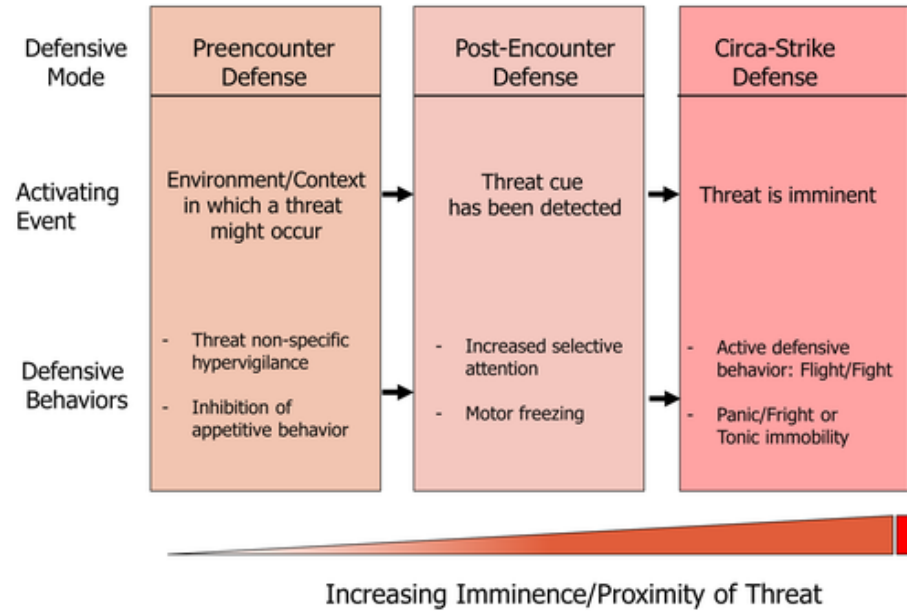 Defensive
Mode
Preencounter
Defense
Post-Encounter
Defense
Circa-Strike
Defense
Activating
Event
Environment/Context
in which a threat
might occur
Threat cue
has been detected
Threat is imminent
Defensive
Behaviors
- Threat non-specific
hypervigilance
- Inhibition of
appetitive behavior
- Increased selective
attention
- Motor freezing
- Active defensive
behavior: Flight/Fight
- Panic/Fright or
Tonic immobility
Increasing Imminence/Proximity of Threat